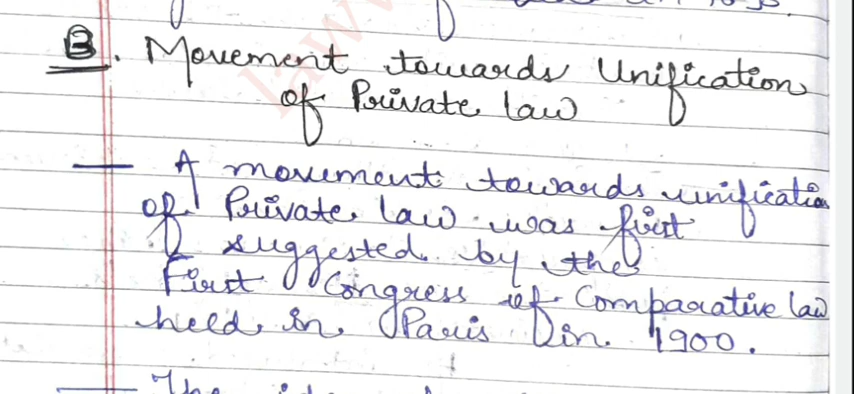 B. Movement towards Unification
of Private law
— A movement towards unification
of Private law was first
suggested by the
First Congress of Comparative law
held in Paris in 1900.
— The